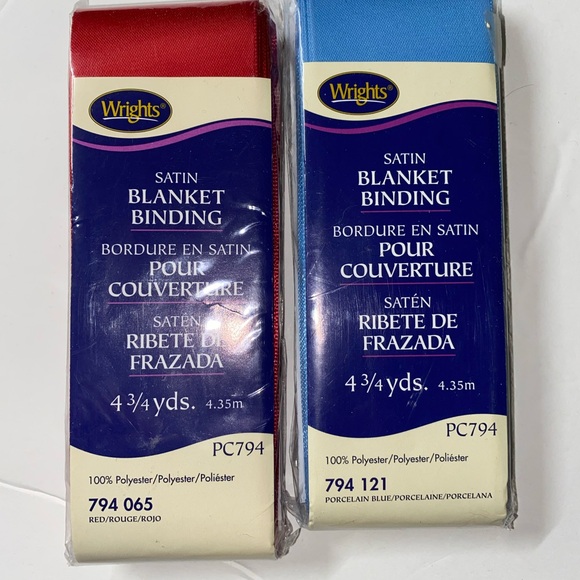 Wrights®
SATIN
BLANKET
BINDING
BORDURE EN SATIN
POUR
COUVERTURE
SATÉN
RIBETE DE
FRAZADA
4 3/4 yds. 4.35m
PC794
100% Polyester/Polyester/Poliéster
794 065
RED/ROUGE/ROJO
Wrights®
SATIN
BLANKET
BINDING
BORDURE EN SATIN
POUR
COUVERTURE
SATÉN
RIBETE DE
FRAZADA
4 3/4 yds. 4.35m
PC794
100% Polyester/Polyester/Poliéster
794 121
PORCELAIN BLUE/PORCELAINE/PORCELANA